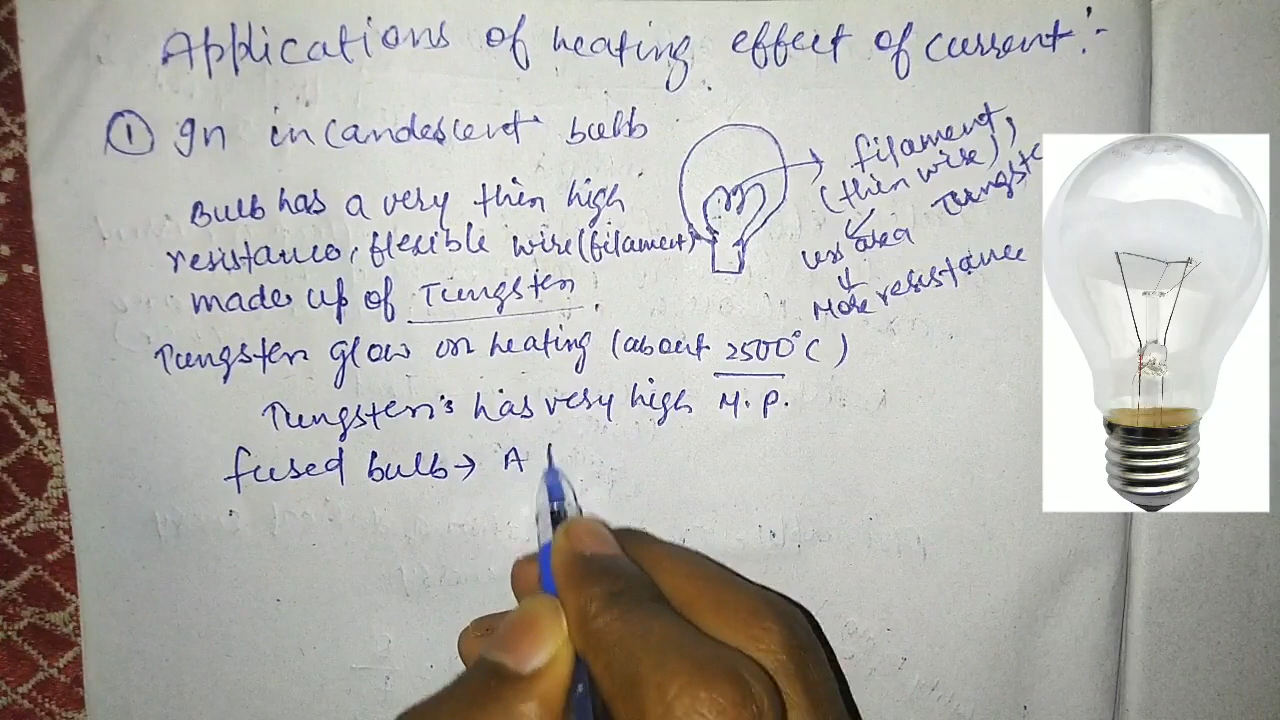 Applications of heating effect of current :-
① In incandescent bulb
Bulb has a very thin high
resistance, flexible wire (filament)
made up of Tungsten.
filament,
(thin wire), Tungste
less area
More resistance
Tungsten glow on heating (about 2500°C)
Tungsten's has very high M.P.
fused bulb → A